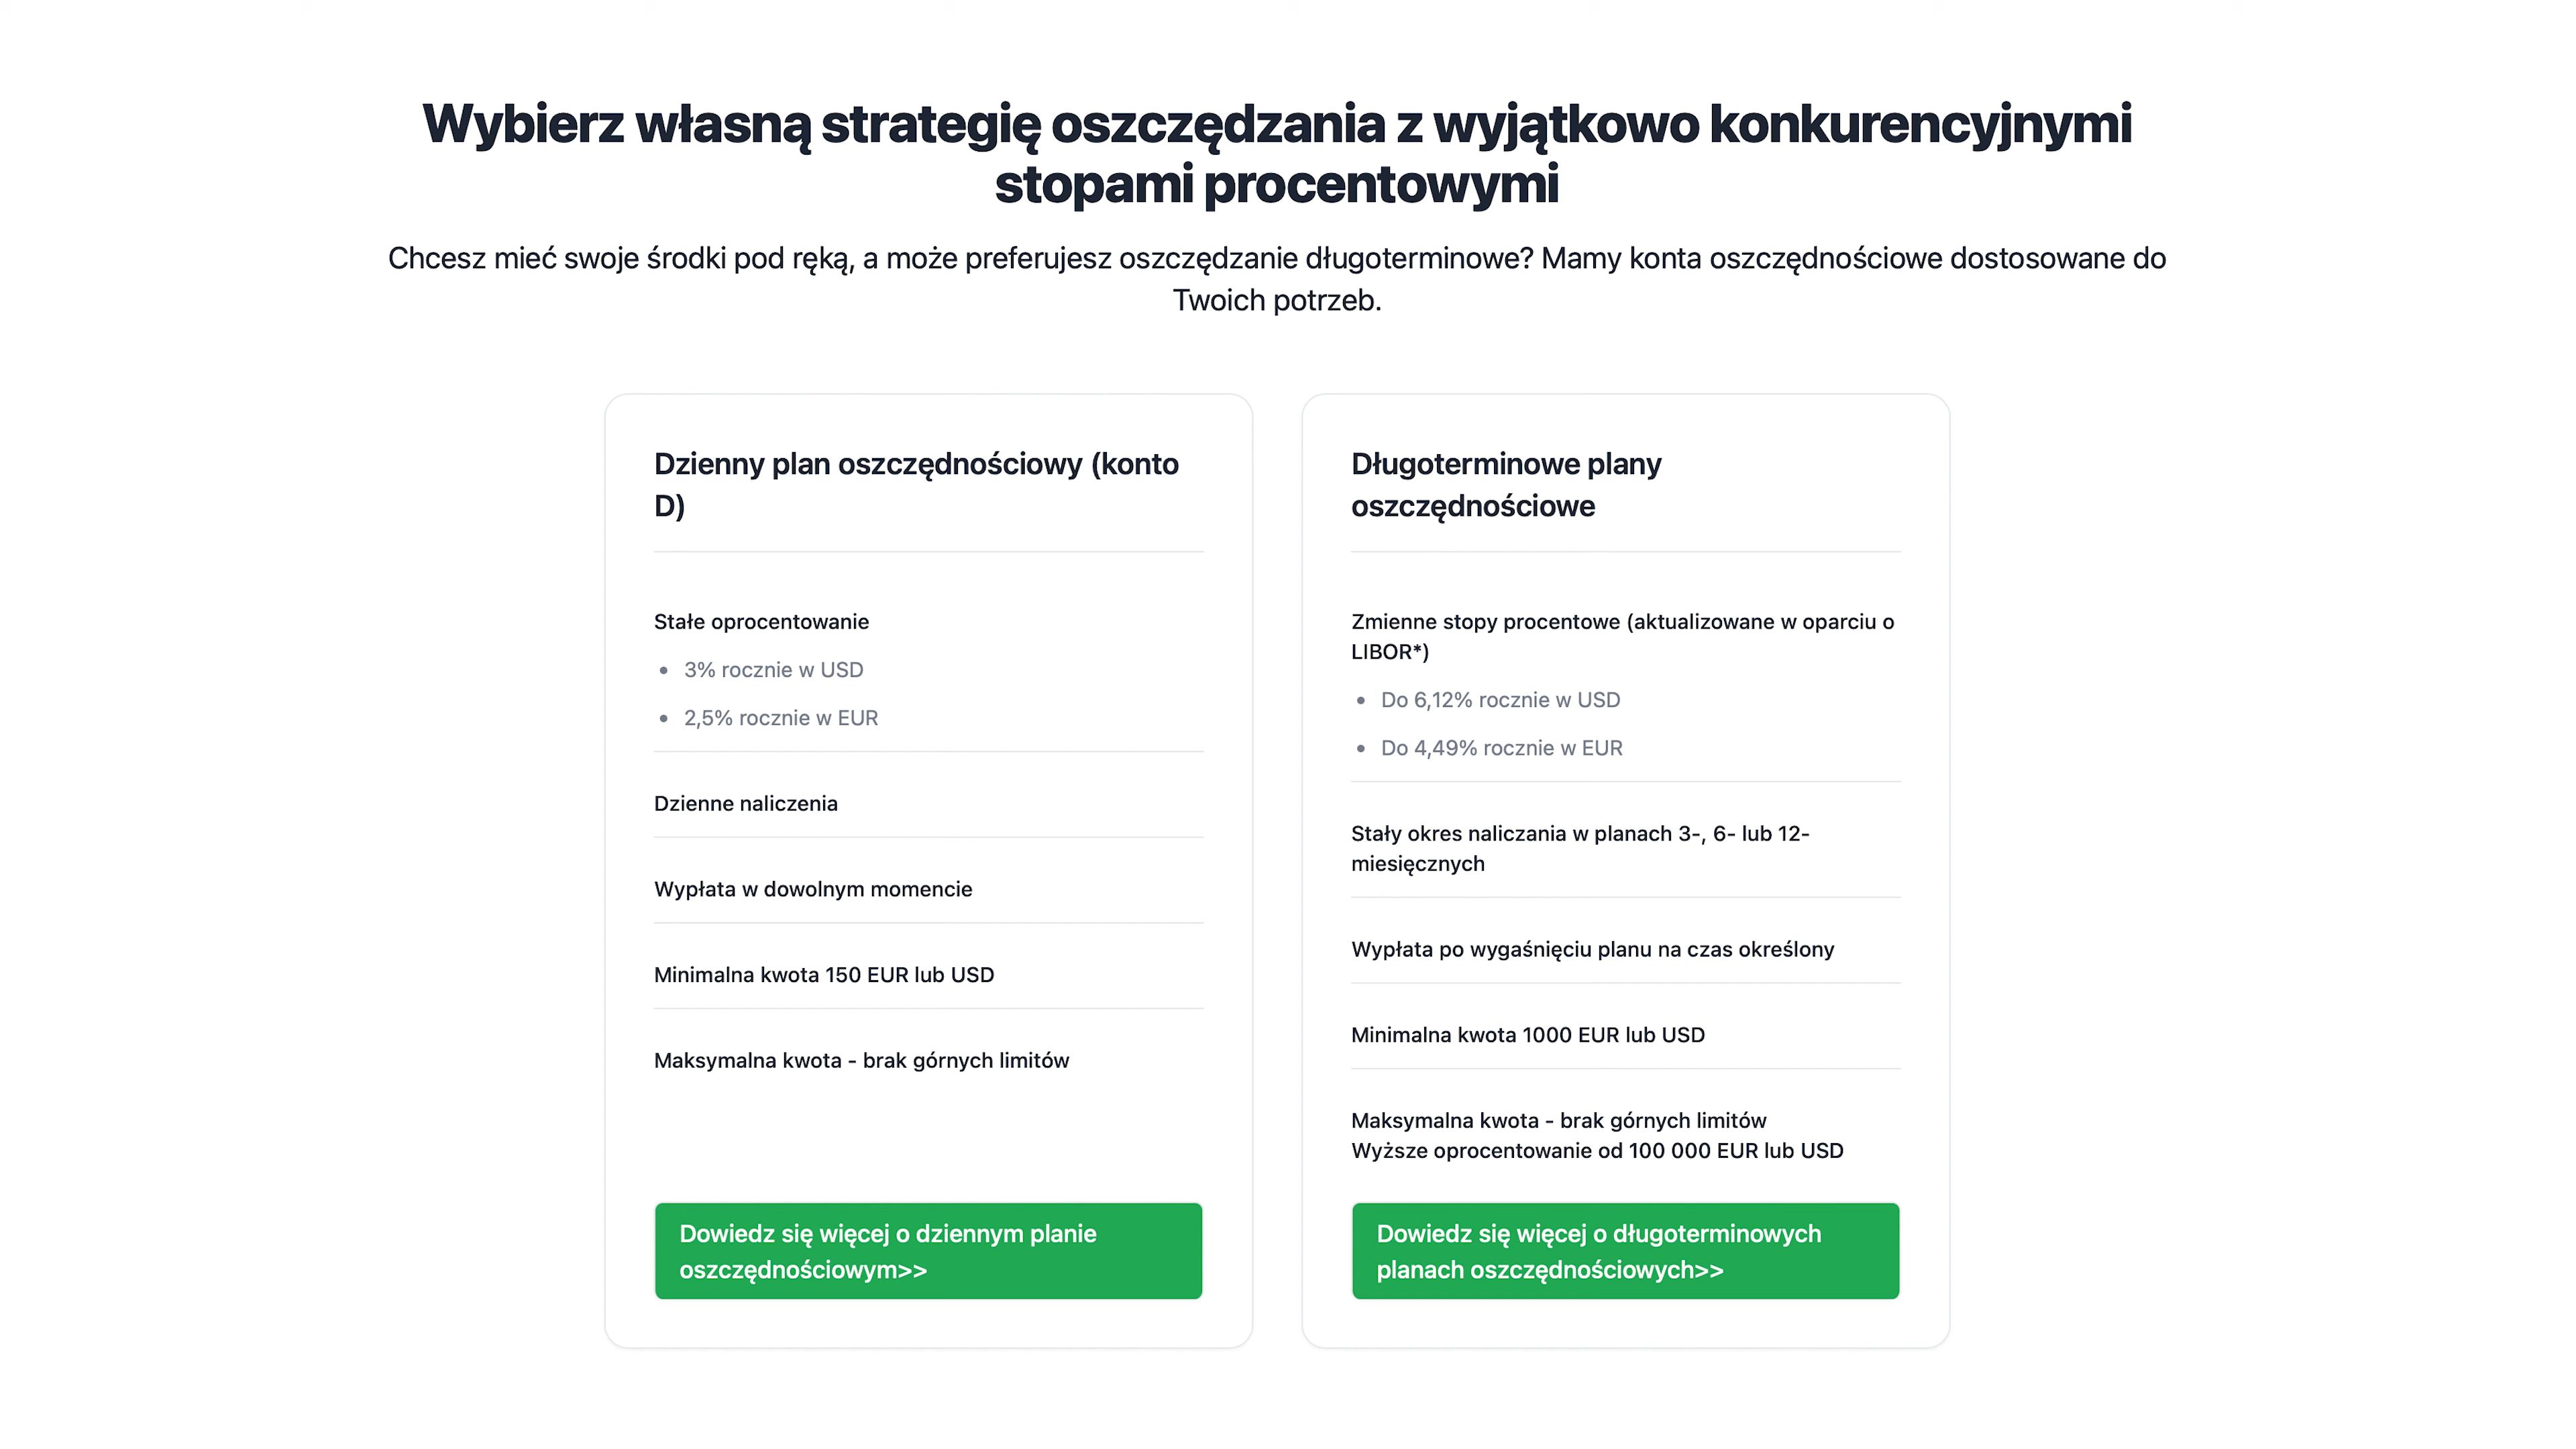 Wybierz własną strategię oszczędzania z wyjątkowo konkurencyjnymi
stopami procentowymi
Chcesz mieć swoje środki pod ręką, a może preferujesz oszczędzanie długoterminowe? Mamy konta oszczędnościowe dostosowane do
Twoich potrzeb.
Dzienny plan oszczędnościowy (konto
D)
Stałe oprocentowanie
• 3% rocznie w USD
• 2,5% rocznie w EUR
Dzienne naliczenia
Wypłata w dowolnym momencie
Minimalna kwota 150 EUR lub USD
Maksymalna kwota - brak górnych limitów
Dowiedz się więcej o dziennym planie
oszczędnościowym>>
Długoterminowe plany
oszczędnościowe
Zmienne stopy procentowe (aktualizowane w oparciu o
LIBOR*)
• Do 6,12% rocznie w USD
• Do 4,49% rocznie w EUR
Stały okres naliczania w planach 3-, 6- lub 12-
miesięcznych
Wypłata po wygaśnięciu planu na czas określony
Minimalna kwota 1000 EUR lub USD
Maksymalna kwota - brak górnych limitów
Wyższe oprocentowanie od 100 000 EUR lub USD
Dowiedz się więcej o długoterminowych
planach oszczędnościowych>>